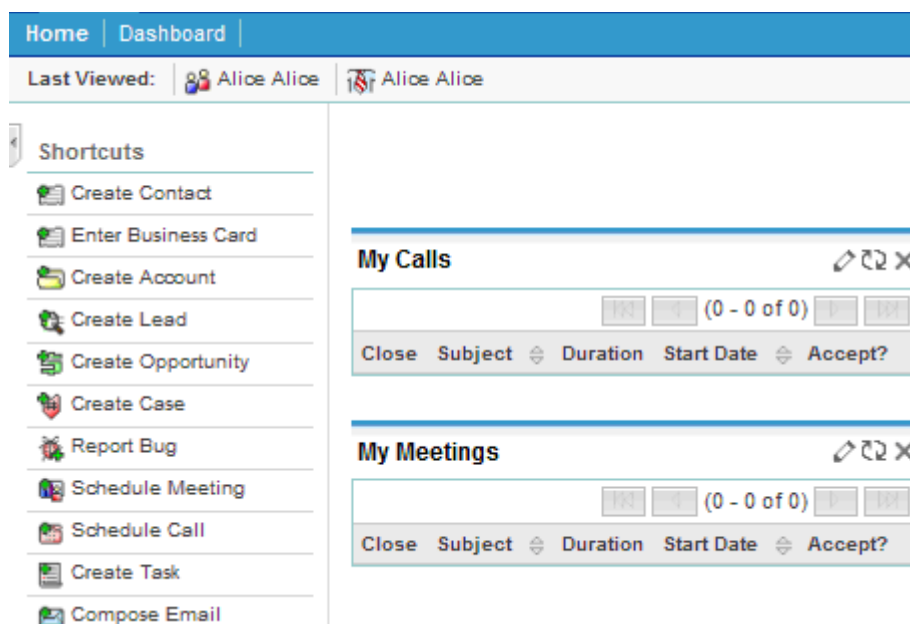 Home Dashboard
Last Viewed: Alice Alice Alice Alice
Shortcuts
Create Contact
Enter Business Card
Create Account
Create Lead
Create Opportunity
Create Case
Report Bug
Schedule Meeting
Schedule Call
Create Task
Compose Email
My Calls
(0 - 0 of 0)
Close Subject Duration Start Date Accept?
My Meetings
(0 - 0 of 0)
Close Subject Duration Start Date Accept?